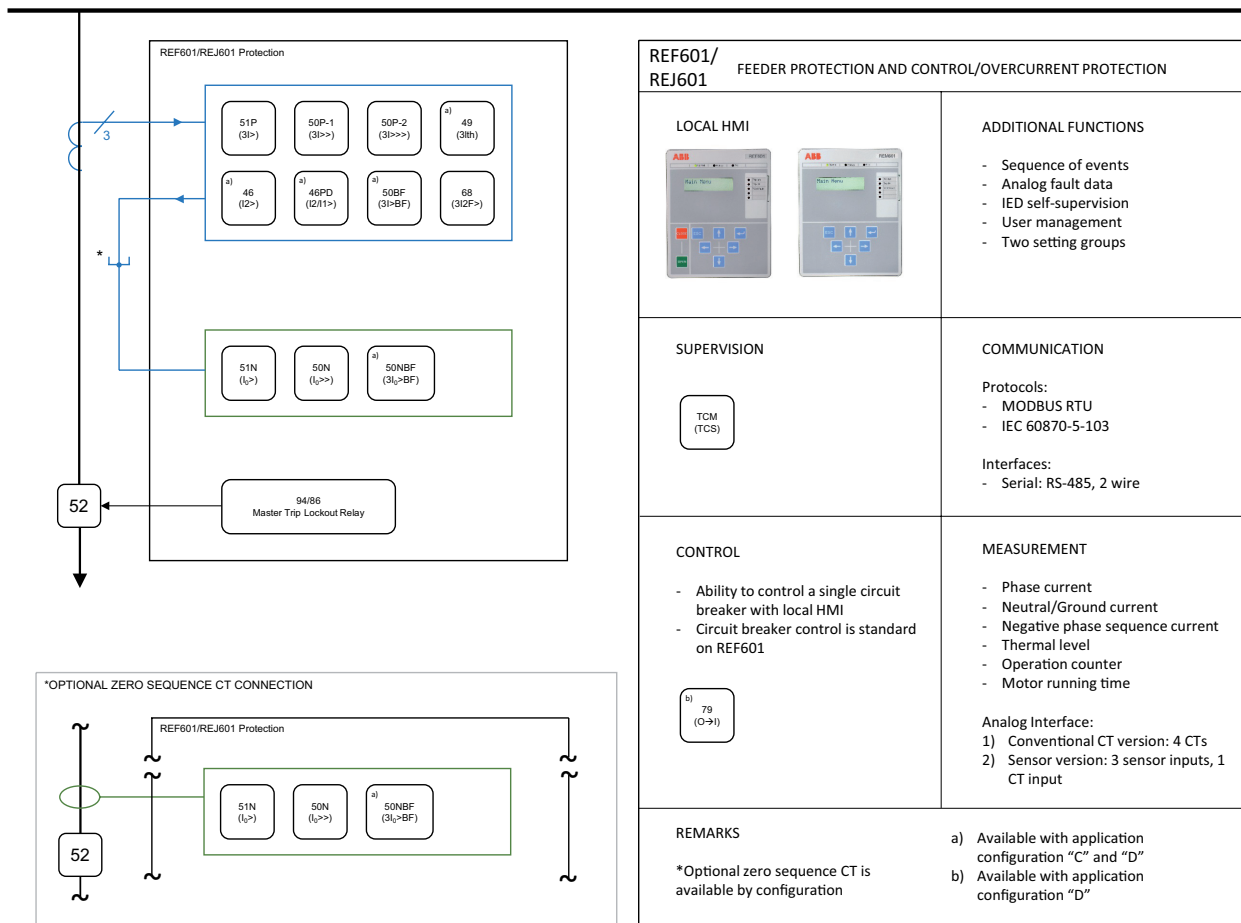 REF601/REJ601 Protection
3
51P
(3I>)
50P-1
(3I>>)
50P-2
(3I>>>)
a)
49
(3Ith)
a)
46
(I2>)
a)
46PD
(I2/I1>)
a)
50BF
(3I>BF)
68
(3I2F>)
*
51N
(I₀>)
50N
(I₀>>)
a)
50NBF
(3I₀>BF)
52
94/86
Master Trip Lockout Relay
*OPTIONAL ZERO SEQUENCE CT CONNECTION
REF601/REJ601 Protection
51N
(I₀>)
50N
(I₀>>)
a)
50NBF
(3I₀>BF)
52
REF601/
REJ601
FEEDER PROTECTION AND CONTROL/OVERCURRENT PROTECTION
LOCAL HMI
ABB
Main Menu
ABB
REM601
Main Menu
ADDITIONAL FUNCTIONS
- Sequence of events
- Analog fault data
- IED self-supervision
- User management
- Two setting groups
SUPERVISION
TCM
(TCS)
COMMUNICATION
Protocols:
- MODBUS RTU
- IEC 60870-5-103
Interfaces:
- Serial: RS-485, 2 wire
CONTROL
- Ability to control a single circuit
breaker with local HMI
- Circuit breaker control is standard
on REF601
b)
79
(O→I)
MEASUREMENT
- Phase current
- Neutral/Ground current
- Negative phase sequence current
- Thermal level
- Operation counter
- Motor running time
Analog Interface:
1) Conventional CT version: 4 CTs
2) Sensor version: 3 sensor inputs, 1
CT input
REMARKS
*Optional zero sequence CT is
available by configuration
a) Available with application
configuration “C” and “D”
b) Available with application
configuration “D”